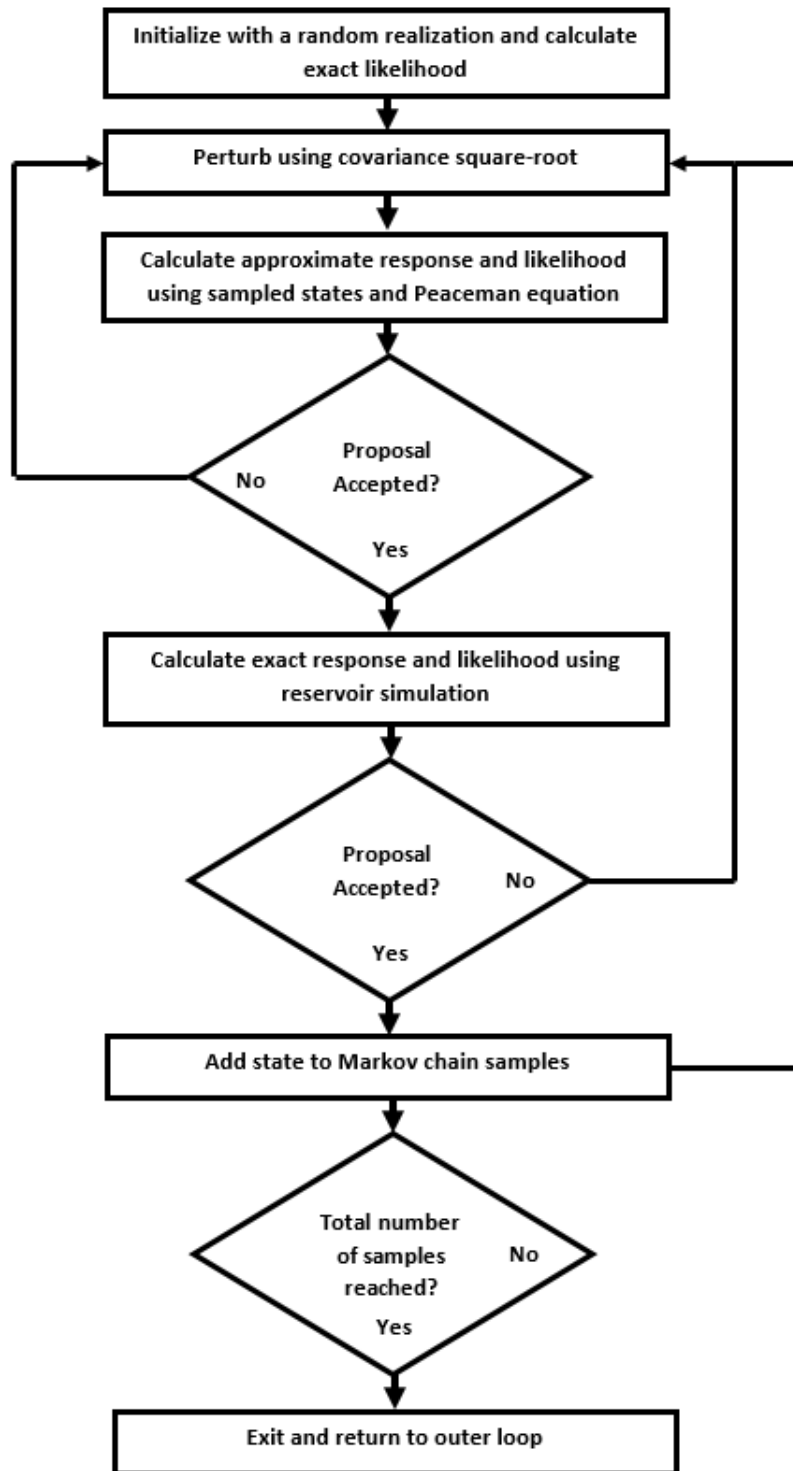 Initialize with a random realization and calculate
exact likelihood
Perturb using covariance square-root
Calculate approximate response and likelihood
using sampled states and Peaceman equation
Proposal
Accepted?
No
Yes
Calculate exact response and likelihood using
reservoir simulation
Proposal
Accepted?
No
Yes
Add state to Markov chain samples
Total number
of samples
reached?
No
Yes
Exit and return to outer loop